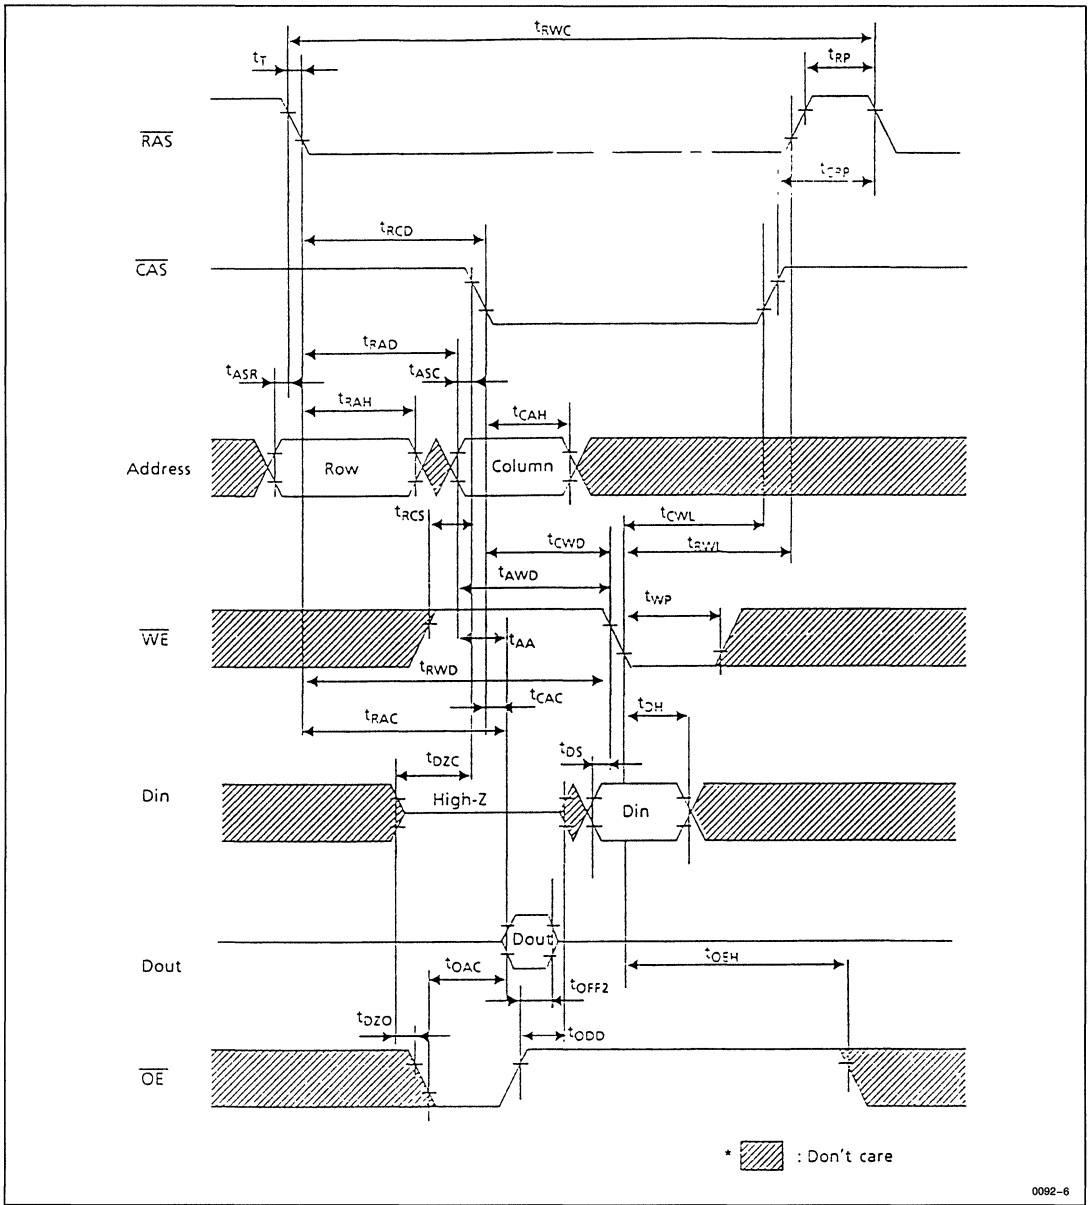 tRWC
tT
tRP
RAS
tCRP
tRCD
CAS
tRAD
tASR
tASC
tRAH
tCAH
Address
Row
Column
tRCS
tCWL
tCWD
tRWL
tAWD
tWP
WE
tAA
tRWD
tCAC
tRAC
tDH
tDS
tDZC
Din
High-Z
Din
Dout
Dout
tOEH
tOAC
tOFF2
tDZO
tODD
OE
* : Don't care
0092-6